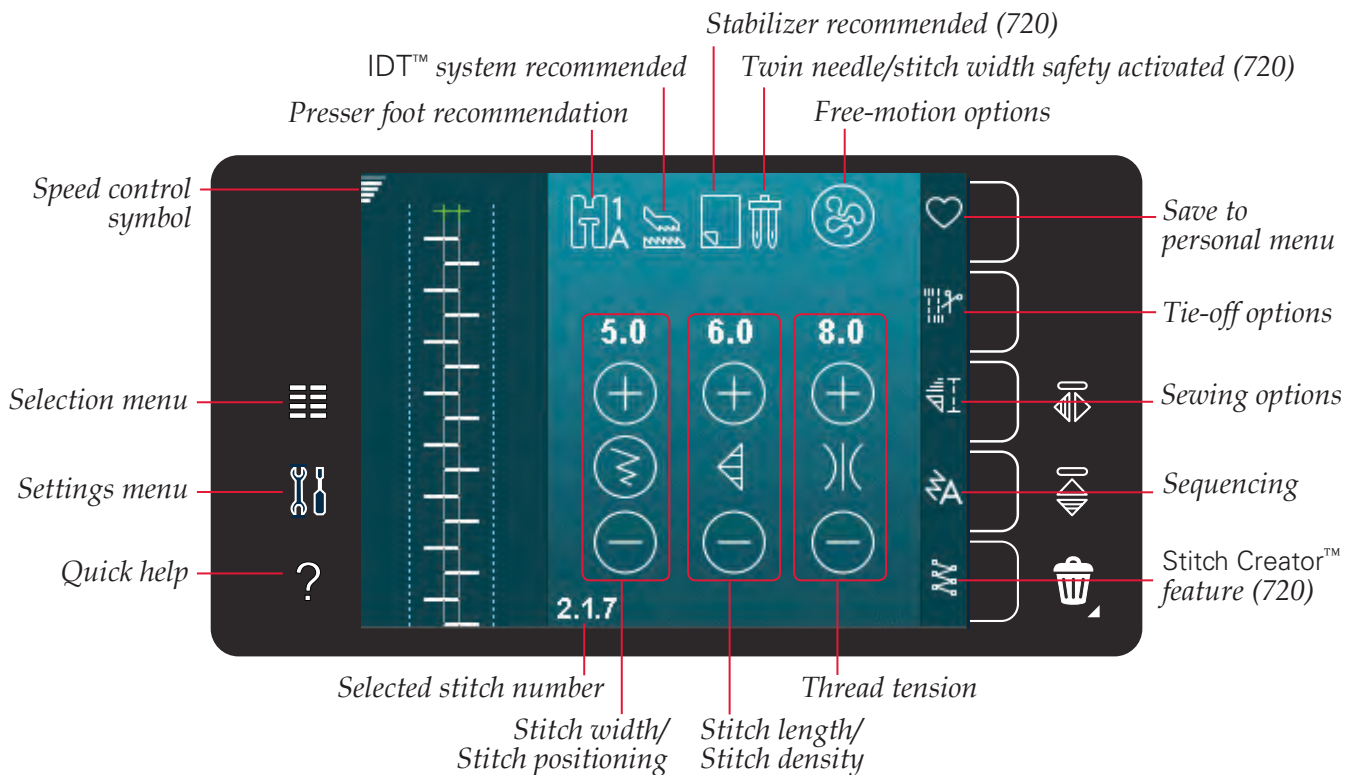 Stabilizer recommended (720)
IDT™ system recommended
Twin needle/stitch width safety activated (720)
Presser foot recommendation
Free-motion options
Speed control
symbol
1
A
Save to
personal menu
Tie-off options
5.0
6.0
8.0
Selection menu
Sewing options
Settings menu
A
Sequencing
Quick help
?
Stitch Creator™
feature (720)
2.1.7
Selected stitch number
Thread tension
Stitch width/
Stitch positioning
Stitch length/
Stitch density